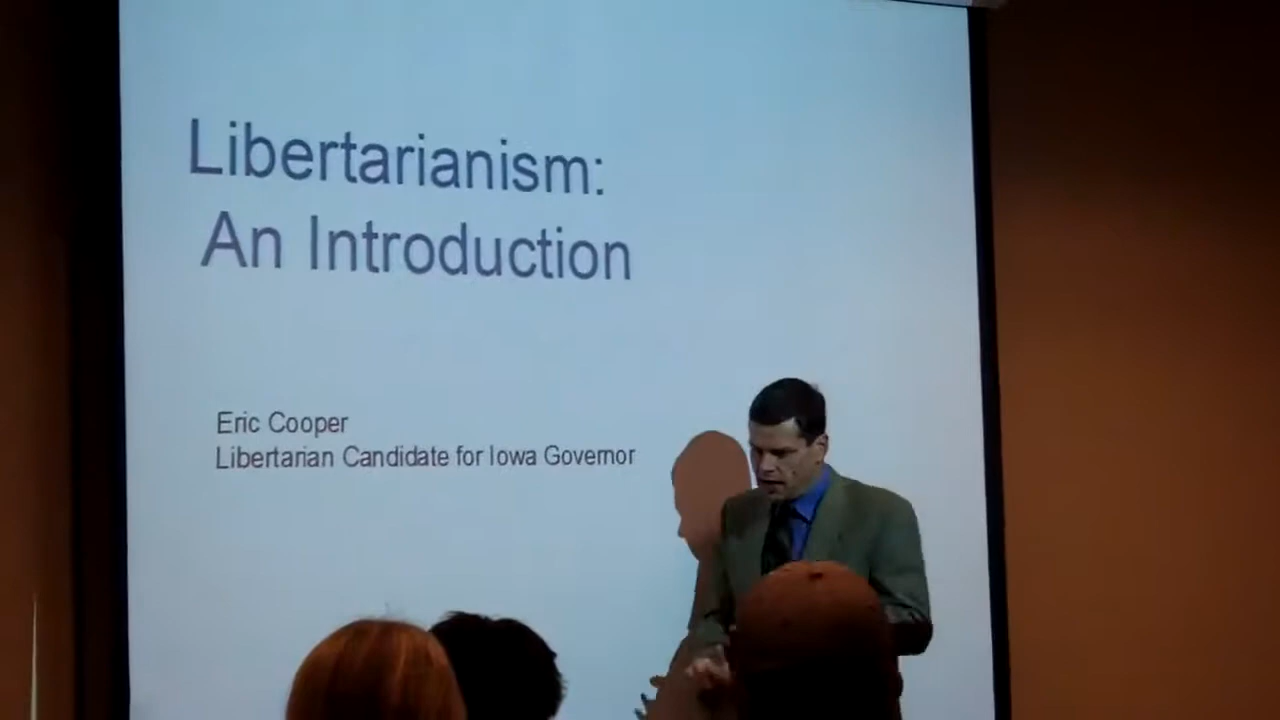 Libertarianism:
An Introduction
Eric Cooper
Libertarian Candidate for Iowa Governor